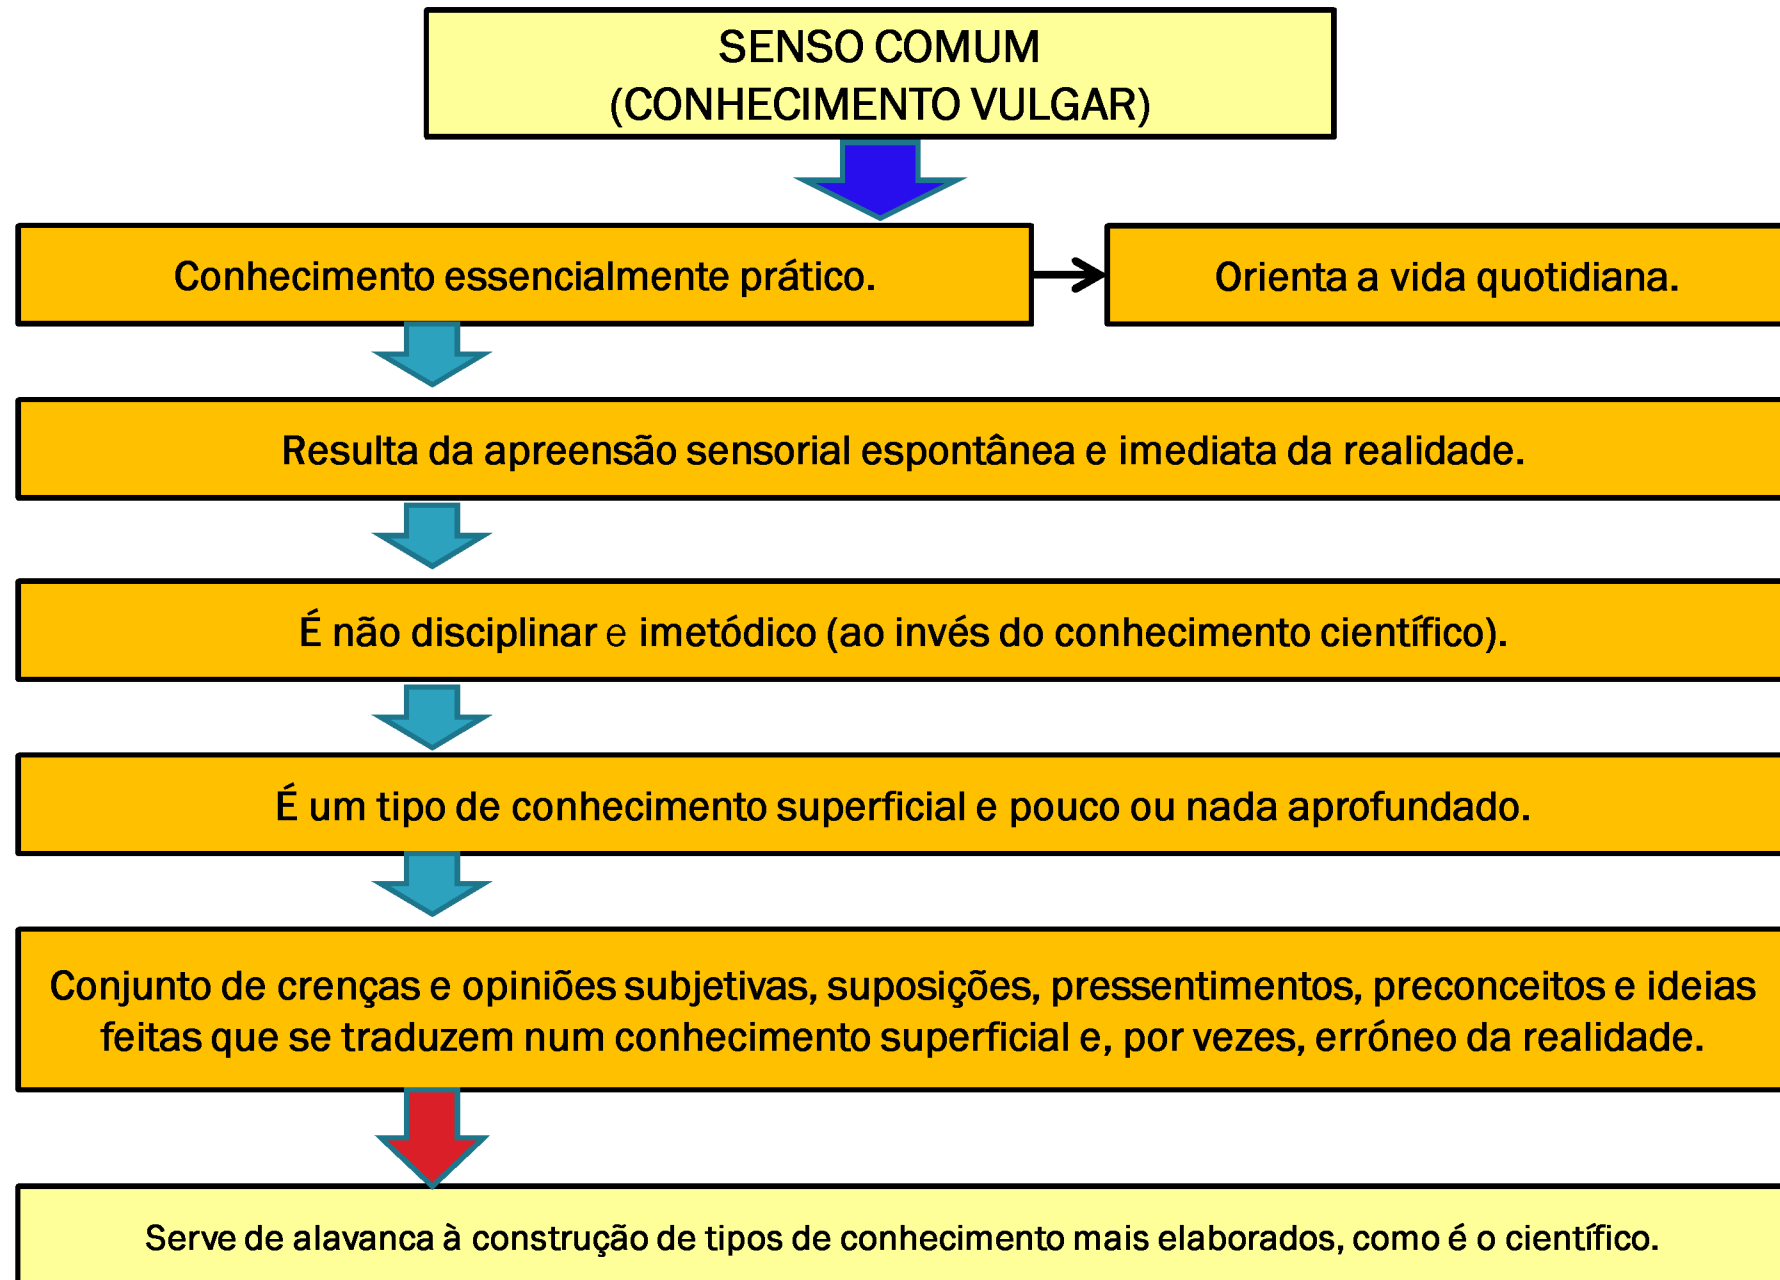 SENSO COMUM
(CONHECIMENTO VULGAR)
Conhecimento essencialmente prático.
Orienta a vida quotidiana.
Resulta da apreensão sensorial espontânea e imediata da realidade.
É não disciplinar e imetódico (ao invés do conhecimento científico).
É um tipo de conhecimento superficial e pouco ou nada aprofundado.
Conjunto de crenças e opiniões subjetivas, suposições, pressentimentos, preconceitos e ideias
feitas que se traduzem num conhecimento superficial e, por vezes, erróneo da realidade.
Serve de alavanca à construção de tipos de conhecimento mais elaborados, como é o científico.